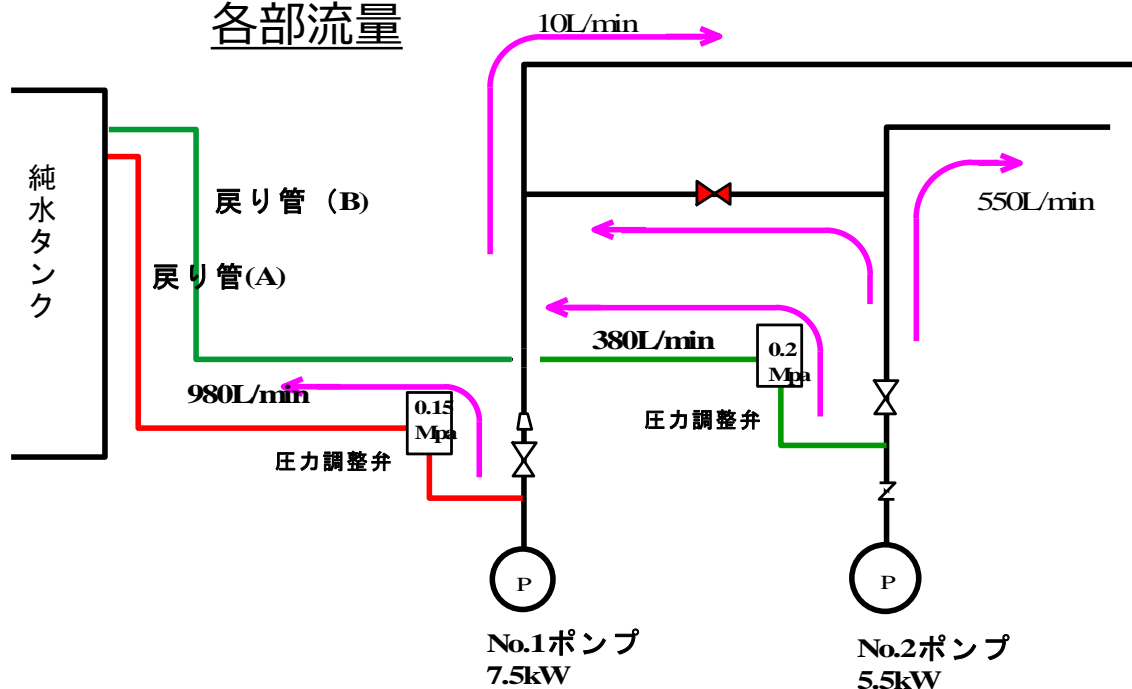 各部流量
10L/min
純水タンク
戻り管（B)
550L/min
戻り管(A)
380L/min
0.2
Mpa
980L/min
0.15
Mpa
圧力調整弁
圧力調整弁
P
P
No.1ポンプ
7.5kW
No.2ポンプ
5.5kW